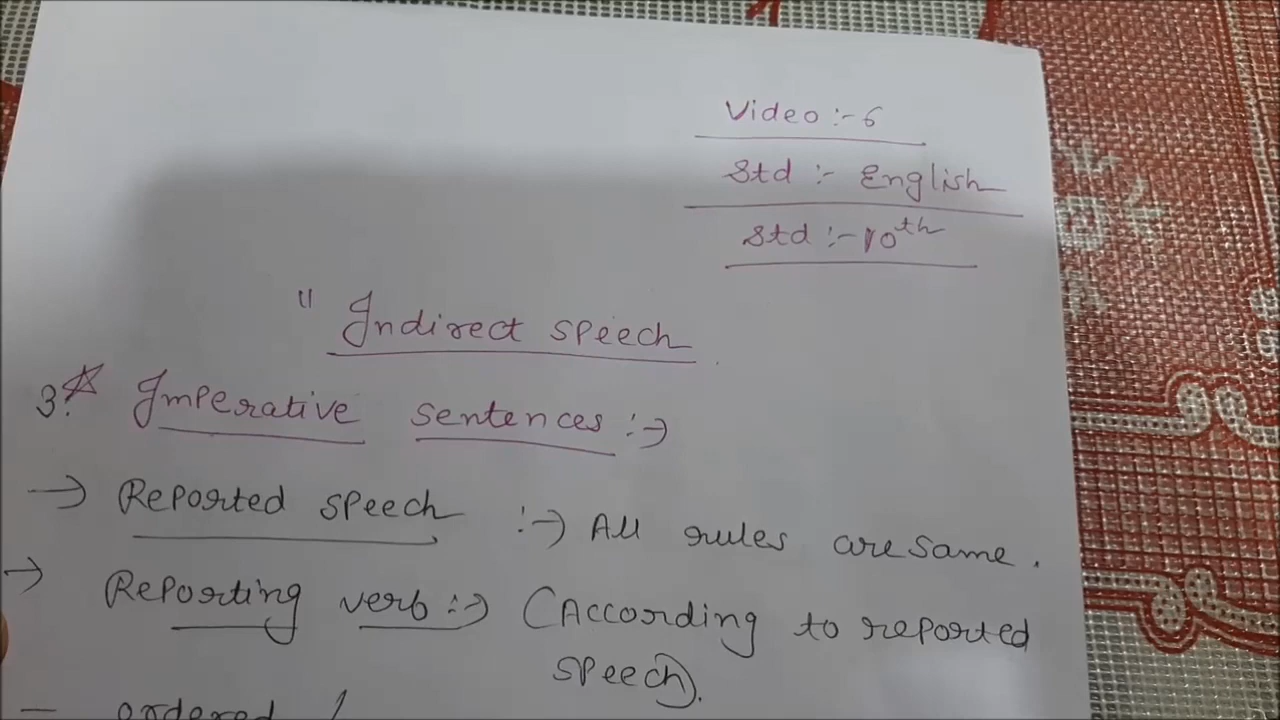 Video :- 6
Std :- English
Std :- 10th
" Indirect speech
3.* Imperative sentences :->
-> Reported speech :-> All rules are same.
-> Reporting verb :-> (According to reported
speech).
- ordered /